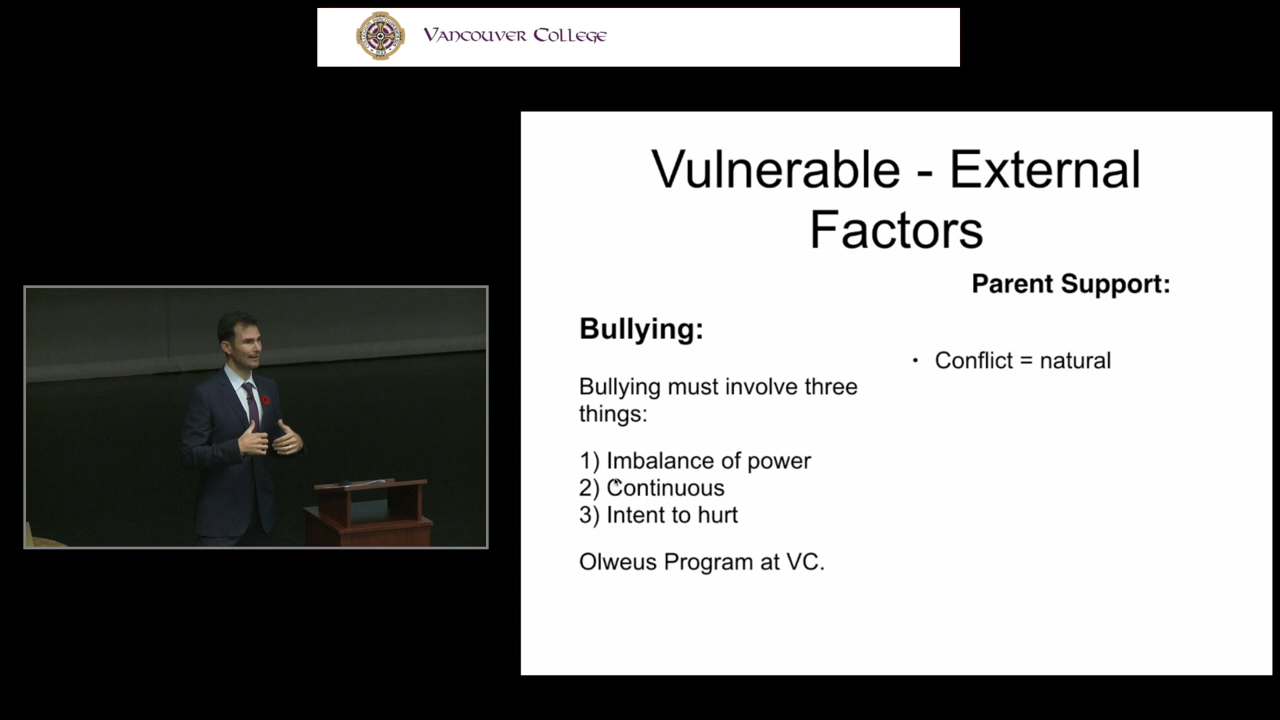 Vancouver College
Vulnerable - External
Factors
Bullying:
Bullying must involve three
things:
1) Imbalance of power
2) Continuous
3) Intent to hurt
Olweus Program at VC.
Parent Support:
• Conflict = natural